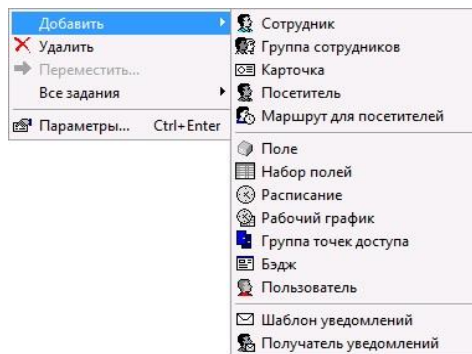 Добавить
Удалить
Переместить...
Все задания
Параметры... Ctrl+Enter
Сотрудник
Группа сотрудников
Карточка
Посетитель
Маршрут для посетителей
Поле
Набор полей
Расписание
Рабочий график
Группа точек доступа
Бэдж
Пользователь
Шаблон уведомлений
Получатель уведомлений